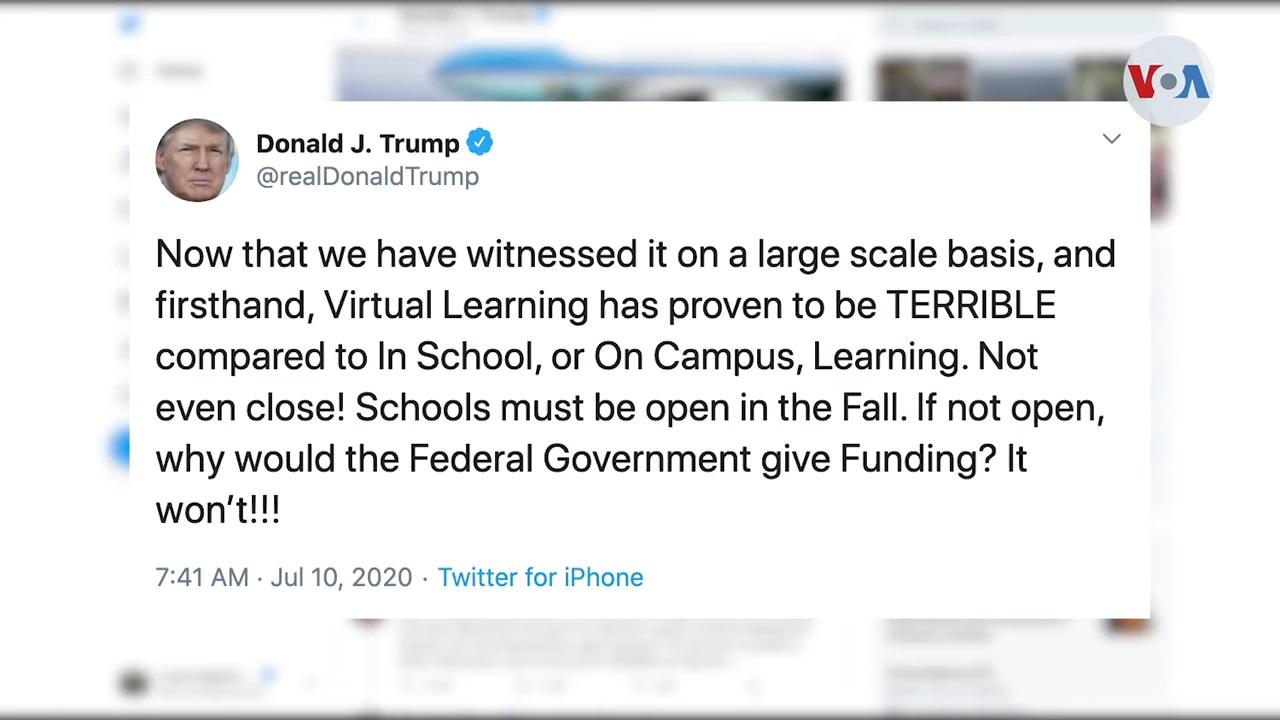 VOA
Donald J. Trump
@realDonaldTrump
Now that we have witnessed it on a large scale basis, and
firsthand, Virtual Learning has proven to be TERRIBLE
compared to In School, or On Campus, Learning. Not
even close! Schools must be open in the Fall. If not open,
why would the Federal Government give Funding? It
won’t!!!
7:41 AM · Jul 10, 2020 · Twitter for iPhone